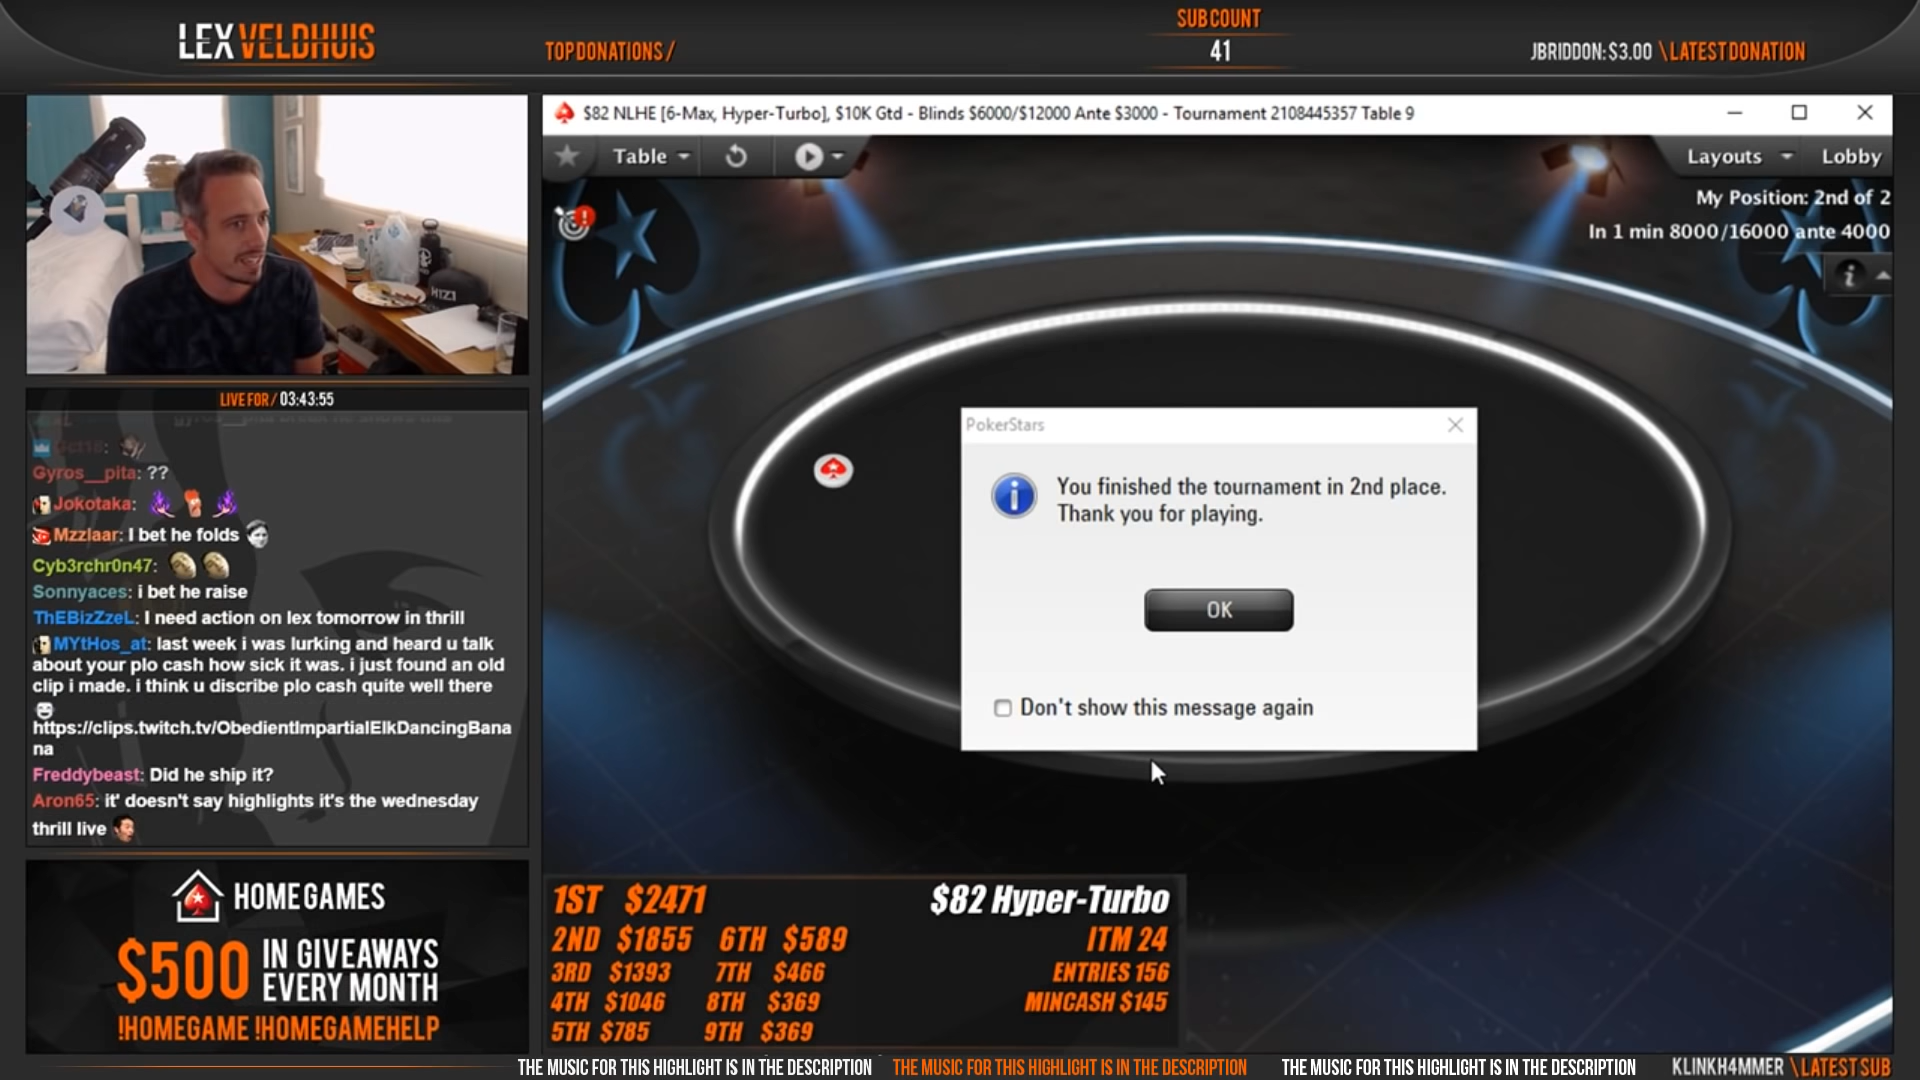 LEX VELDHUIS
TOP DONATIONS /
SUB COUNT
41
JBRIDDON: $3.00 \ LATEST DONATION
$82 NLHE [6-Max, Hyper-Turbo], $10K Gtd - Blinds $6000/$12000 Ante $3000 - Tournament 2108445357 Table 9
Table
Layouts
Lobby
My Position: 2nd of 2
In 1 min 8000/16000 ante 4000
PokerStars
You finished the tournament in 2nd place.
Thank you for playing.
OK
Don't show this message again
LIVE FOR / 03:43:55
Gyros__pita: ??
Jokotaka:
Mzzlaar: I bet he folds
Cyb3rchr0n47:
Sonnyaces: i bet he raise
ThEBizZzeL: I need action on lex tomorrow in thrill
MYtHos_at: last week i was lurking and heard u talk
about your plo cash how sick it was. i just found an old
clip i made. i think u discribe plo cash quite well there
https://clips.twitch.tv/ObedientImpartialElkDancingBana
na
Freddybeast: Did he ship it?
Aron65: it' doesn't say highlights it's the wednesday
thrill live
HOME GAMES
$500 IN GIVEAWAYS
EVERY MONTH
!HOMEGAME !HOMEGAMEHELP
1ST $2471
2ND $1855 6TH $589
3RD $1393 7TH $466
4TH $1046 8TH $369
5TH $785 9TH $369
$82 Hyper-Turbo
ITM 24
ENTRIES 156
MINCASH $145
THE MUSIC FOR THIS HIGHLIGHT IS IN THE DESCRIPTION THE MUSIC FOR THIS HIGHLIGHT IS IN THE DESCRIPTION THE MUSIC FOR THIS HIGHLIGHT IS IN THE DESCRIPTION
KLINKH4MMER \ LATEST SUB